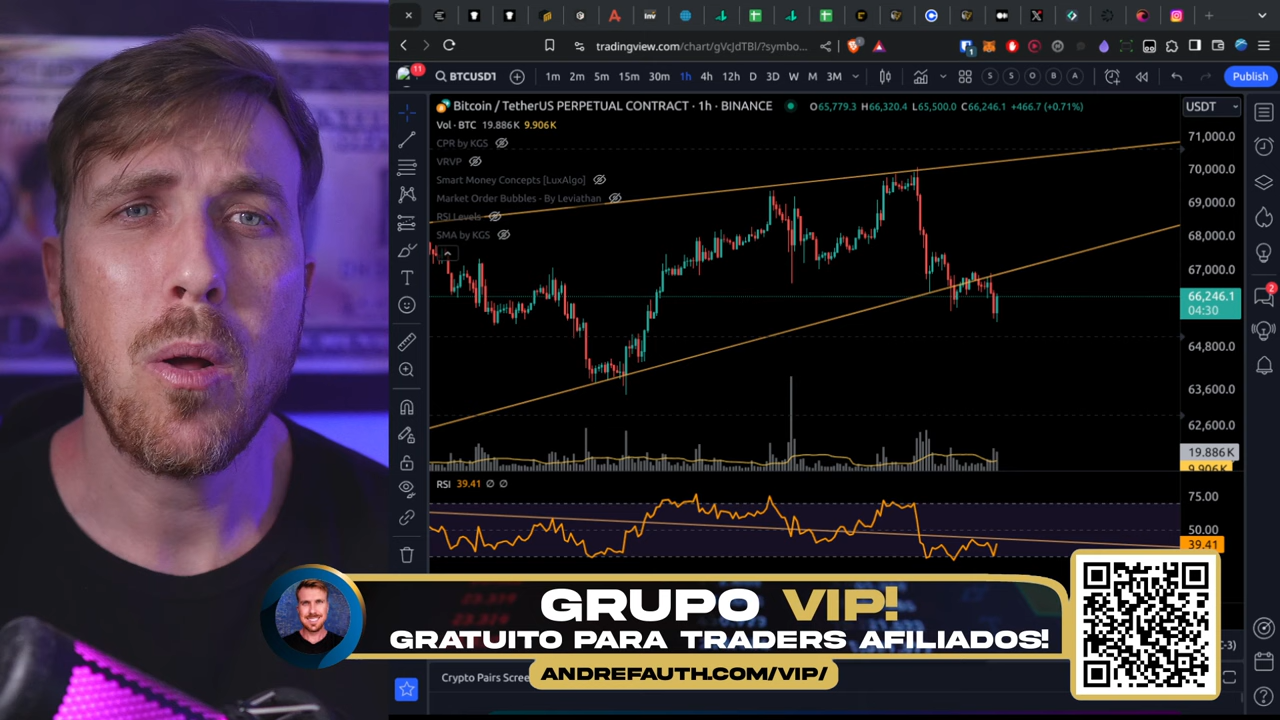 inv
X
tradingview.com/chart/gVcJdTBl/?symbo...
1
11
BTCUSD1
1m 2m 5m 15m 30m 1h 4h 12h D 3D W M 3M
S S O B A
Publish
Bitcoin / TetherUS PERPETUAL CONTRACT · 1h · BINANCE
O65,779.3 H66,320.4 L65,500.0 C66,246.1 +466.7 (+0.71%)
USDT
Vol · BTC 19.886K 9.906K
CPR by KGS
VRVP
Smart Money Concepts [LuxAlgo]
Market Order Bubbles - By Leviathan
RSI Levels
SMA by KGS
71,000.0
70,000.0
69,000.0
68,000.0
67,000.0
66,246.1
04:30
64,800.0
63,600.0
62,600.0
19.886K
9.906K
2
RSI 39.41 ∅ ∅
75.00
50.00
39.41
GRUPO VIP!
GRATUITO PARA TRADERS AFILIADOS!
ANDREFAUTH.COM/VIP/
Crypto Pairs Scree